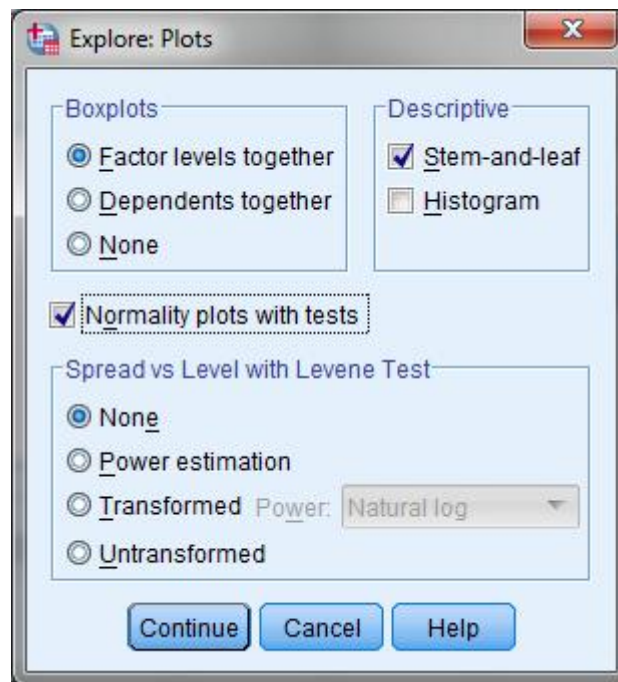 Explore: Plots
Boxplots
Factor levels together
Dependents together
None
Descriptive
Stem-and-leaf
Histogram
Normality plots with tests
Spread vs Level with Levene Test
None
Power estimation
Transformed Power: Natural log
Untransformed
Continue Cancel Help